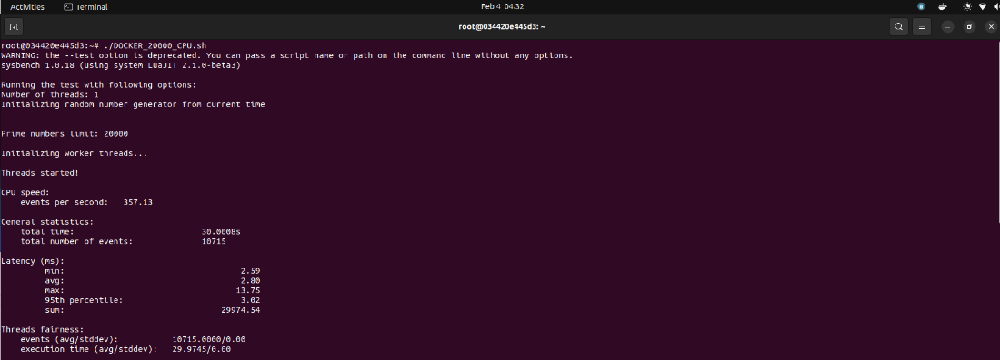 Activities
Terminal
Feb 4 04:32
root@034420e445d3: ~
root@034420e445d3:~# ./DOCKER_20000_CPU.sh
WARNING: the --test option is deprecated. You can pass a script name or path on the command line without any options.
sysbench 1.0.18 (using system LuaJIT 2.1.0-beta3)
Running the test with following options:
Number of threads: 1
Initializing random number generator from current time
Prime numbers limit: 20000
Initializing worker threads...
Threads started!
CPU speed:
events per second: 357.13
General statistics:
total time: 30.0008s
total number of events: 10715
Latency (ms):
min: 2.59
avg: 2.80
max: 13.75
95th percentile: 3.02
sum: 29974.54
Threads fairness:
events (avg/stddev): 10715.0000/0.00
execution time (avg/stddev): 29.9745/0.00